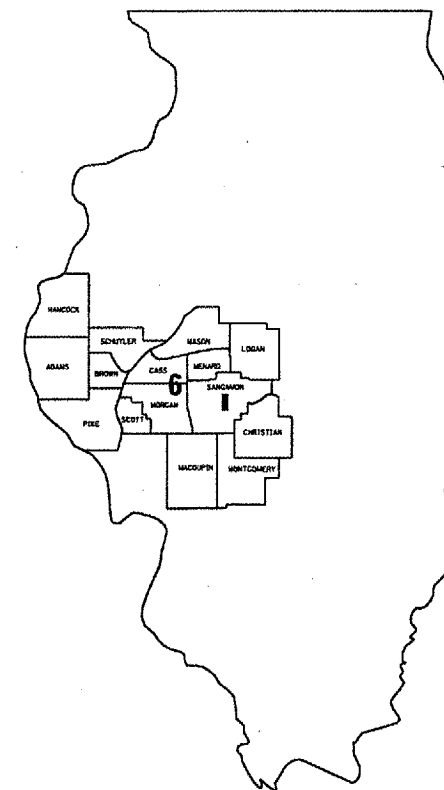 HANCOCK
SCHUYLER
MASON
LOGAN
ADAMS
BROWN
CASS
MENARD
6
SANGAMON
I
MORGAN
PIKE
SCOTT
CHRISTIAN
MACOUPIN
MONTGOMERY